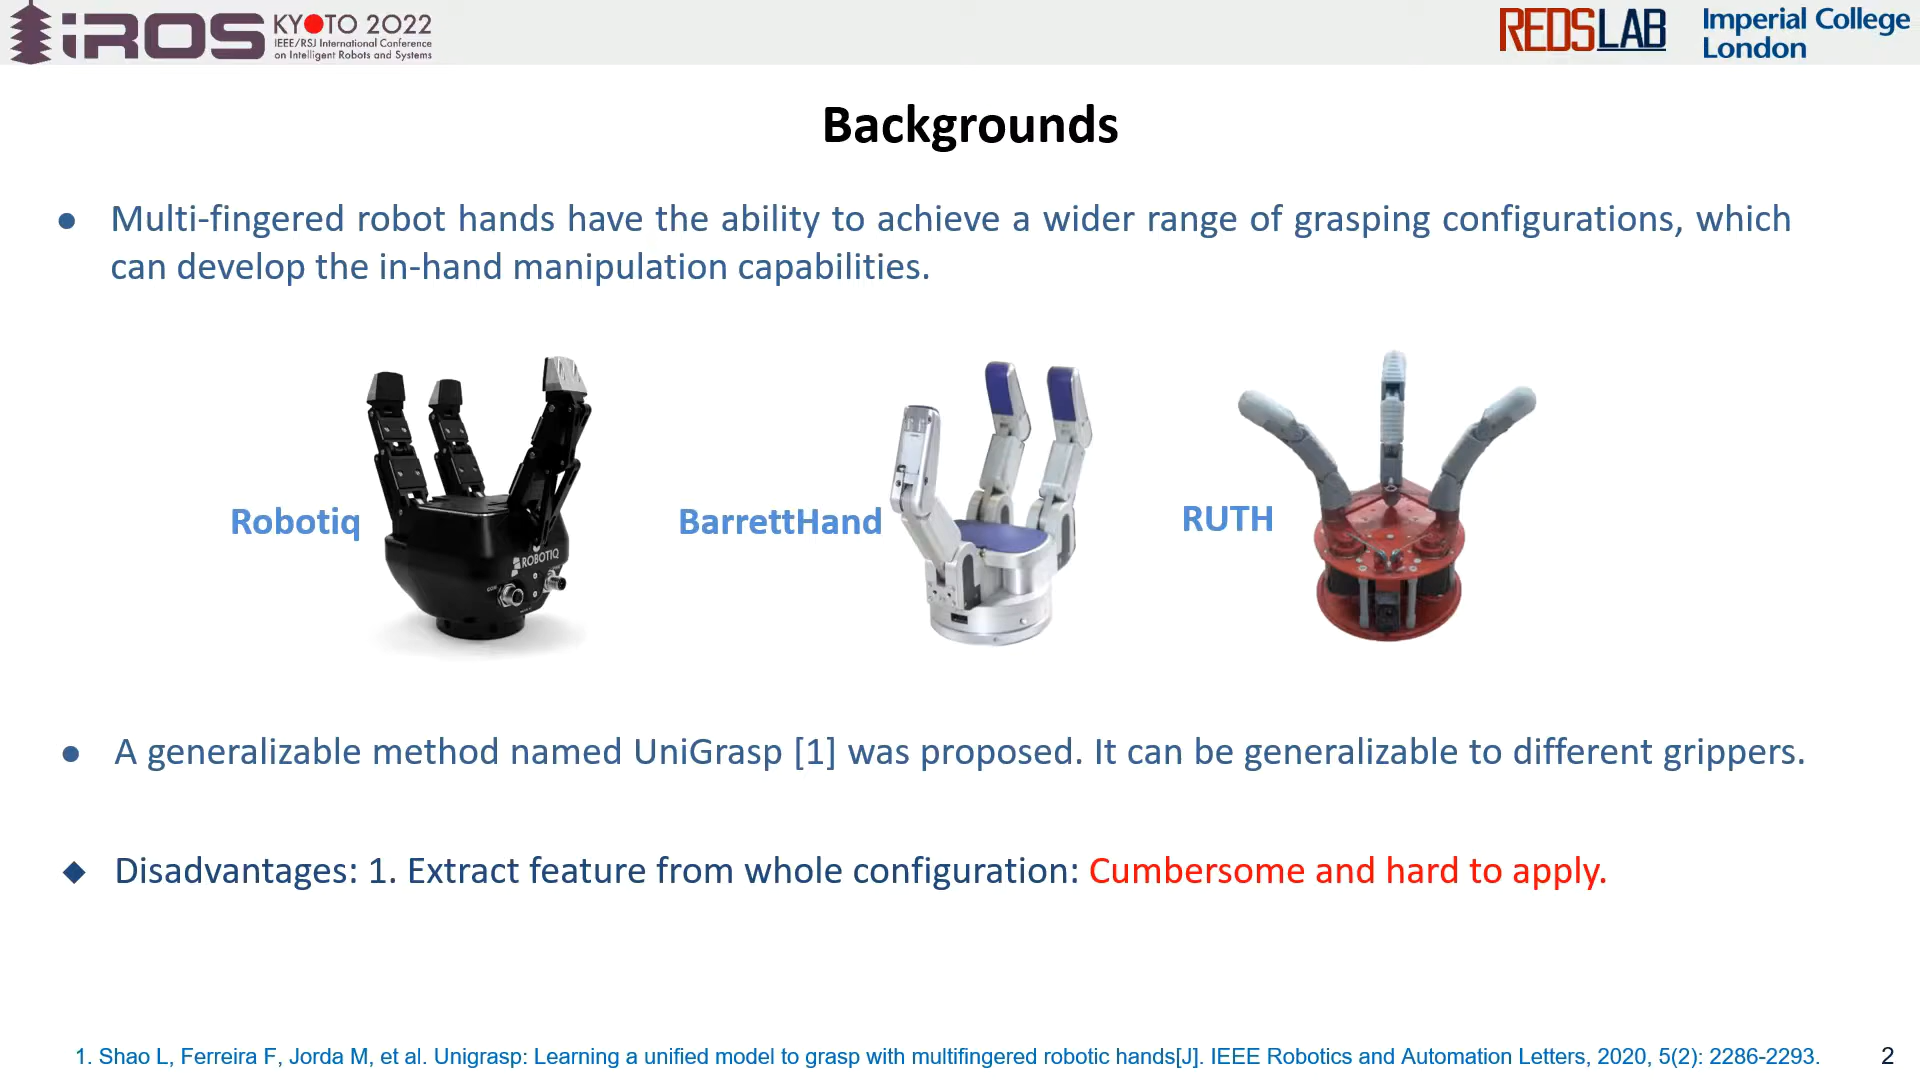 iROS KYOTO 2022
IEEE/RSJ International Conference
on Intelligent Robots and Systems
REDSLAB
Imperial College
London
Backgrounds
● Multi-fingered robot hands have the ability to achieve a wider range of grasping configurations, which
can develop the in-hand manipulation capabilities.
Robotiq
ROBOTIQ
BarrettHand
RUTH
● A generalizable method named UniGrasp [1] was proposed. It can be generalizable to different grippers.
◆ Disadvantages: 1. Extract feature from whole configuration: Cumbersome and hard to apply.
1. Shao L, Ferreira F, Jorda M, et al. Unigrasp: Learning a unified model to grasp with multifingered robotic hands[J]. IEEE Robotics and Automation Letters, 2020, 5(2): 2286-2293.
2